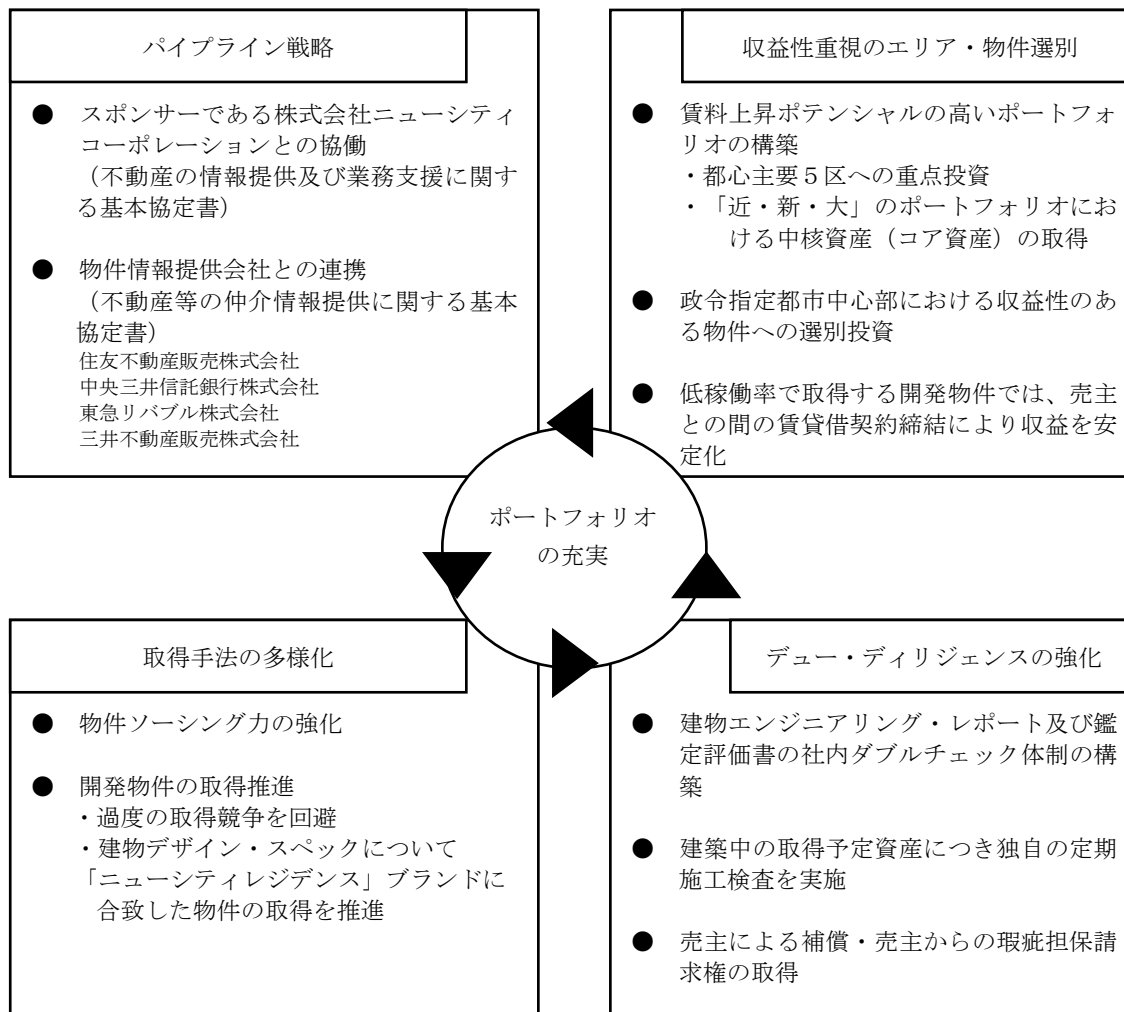 パイプライン戦略
● スポンサーである株式会社ニューシティ
コーポレーションとの協働
（不動産の情報提供及び業務支援に関す
る基本協定書）
● 物件情報提供会社との連携
（不動産等の仲介情報提供に関する基本
協定書）
住友不動産販売株式会社
中央三井信託銀行株式会社
東急リバブル株式会社
三井不動産販売株式会社
収益性重視のエリア・物件選別
● 賃料上昇ポテンシャルの高いポートフォ
リオの構築
・都心主要５区への重点投資
・「近・新・大」のポートフォリオにお
ける中核資産（コア資産）の取得
● 政令指定都市中心部における収益性のあ
る物件への選別投資
● 低稼働率で取得する開発物件では、売主
との間の賃貸借契約締結により収益を安
定化
ポートフォリオ
の充実
取得手法の多様化
● 物件ソーシング力の強化
● 開発物件の取得推進
・過度の取得競争を回避
・建物デザイン・スペックについて
「ニューシティレジデンス」ブランドに
合致した物件の取得を推進
デュー・ディリジェンスの強化
● 建物エンジニアリング・レポート及び鑑
定評価書の社内ダブルチェック体制の構
築
● 建築中の取得予定資産につき独自の定期
施工検査を実施
● 売主による補償・売主からの瑕疵担保請
求権の取得